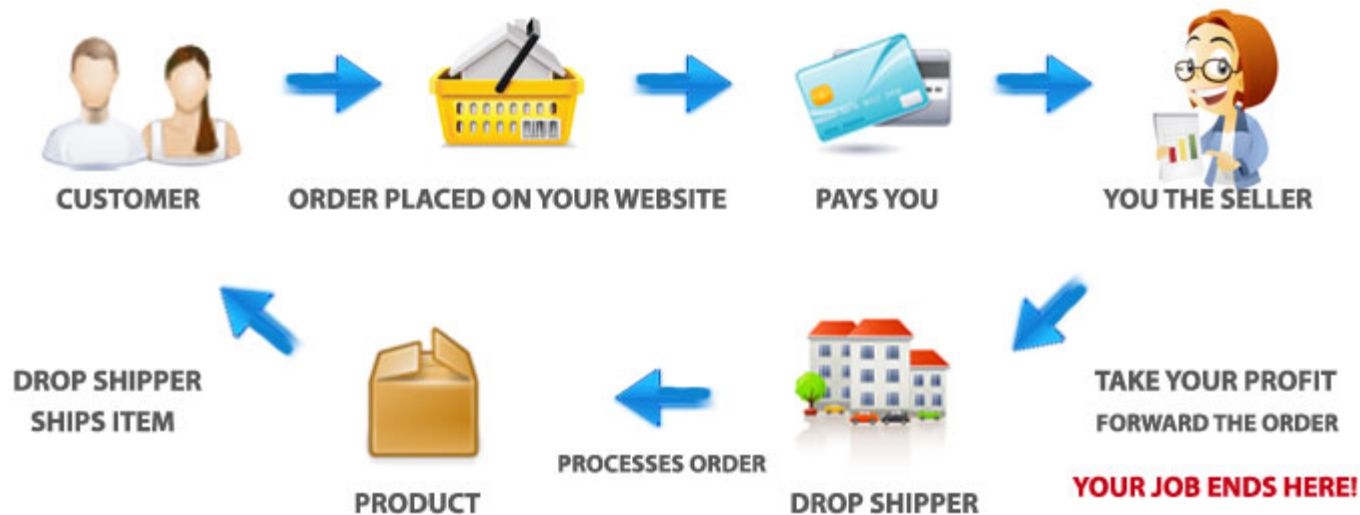 CUSTOMER
ORDER PLACED ON YOUR WEBSITE
PAYS YOU
YOU THE SELLER
TAKE YOUR PROFIT
FORWARD THE ORDER
YOUR JOB ENDS HERE!
DROP SHIPPER
PROCESSES ORDER
PRODUCT
DROP SHIPPER
SHIPS ITEM